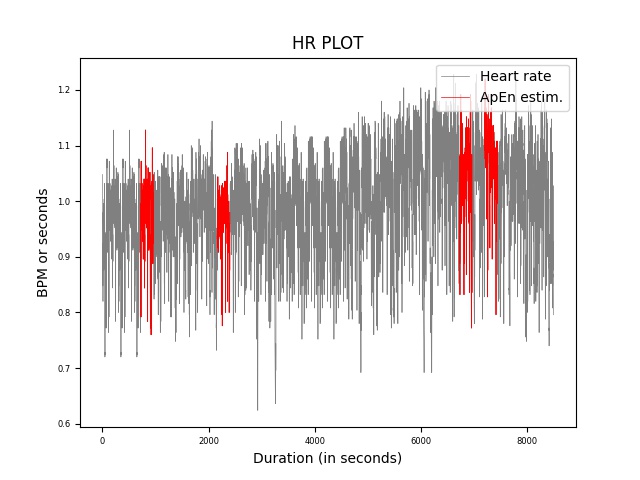 HR PLOT
Heart rate
ApEn estim.
BPM or seconds
1.2
1.1
1.0
0.9
0.8
0.7
0.6
0 2000 4000 6000 8000
Duration (in seconds)